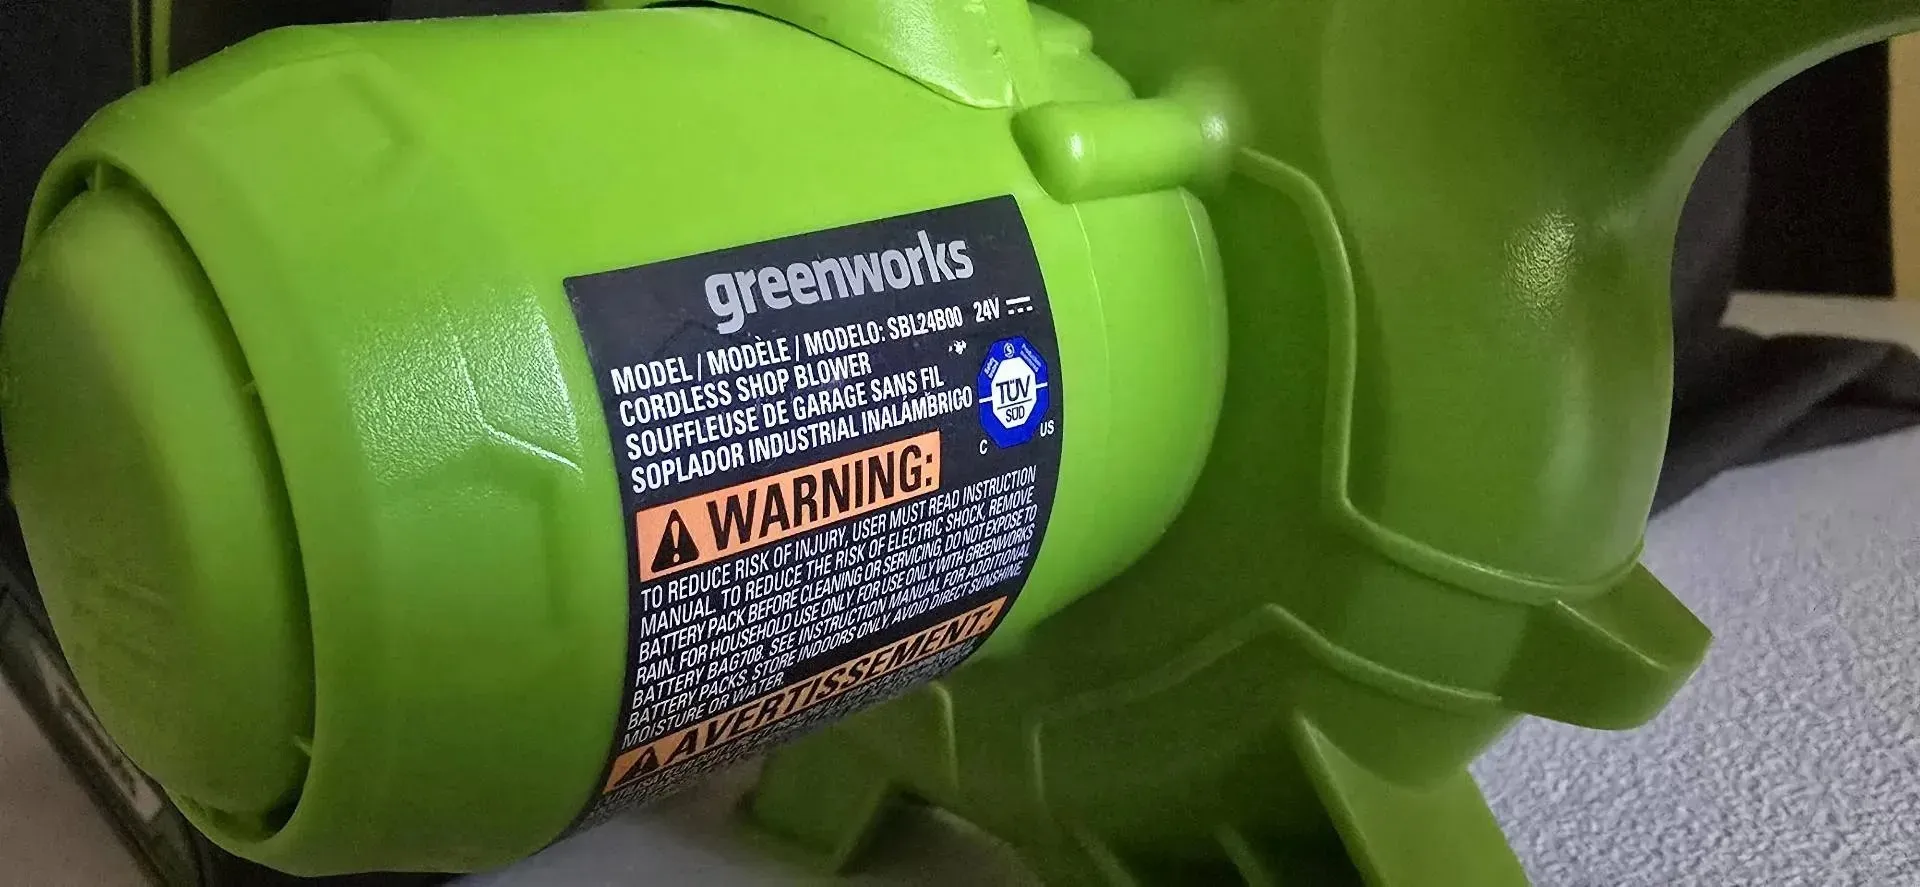 greenworks
MODEL / MODÈLE / MODELO: SBL24B00 24V
CORDLESS SHOP BLOWER
SOUFFLEUSE DE GARAGE SANS FIL
SOPLADOR INDUSTRIAL INALÁMBRICO
TÜV
SÜD
C US
WARNING:
TO REDUCE RISK OF INJURY, USER MUST READ INSTRUCTION
MANUAL. TO REDUCE THE RISK OF ELECTRIC SHOCK, REMOVE
BATTERY PACK BEFORE CLEANING OR SERVICING, DO NOT EXPOSE TO
RAIN. FOR HOUSEHOLD USE ONLY. FOR USE ONLY WITH GREENWORKS
BATTERY BAG708. SEE INSTRUCTION MANUAL FOR ADDITIONAL
BATTERY PACKS. STORE INDOORS ONLY. AVOID DIRECT SUNSHINE
MOISTURE OR WATER.
AVERTISSEMENT: